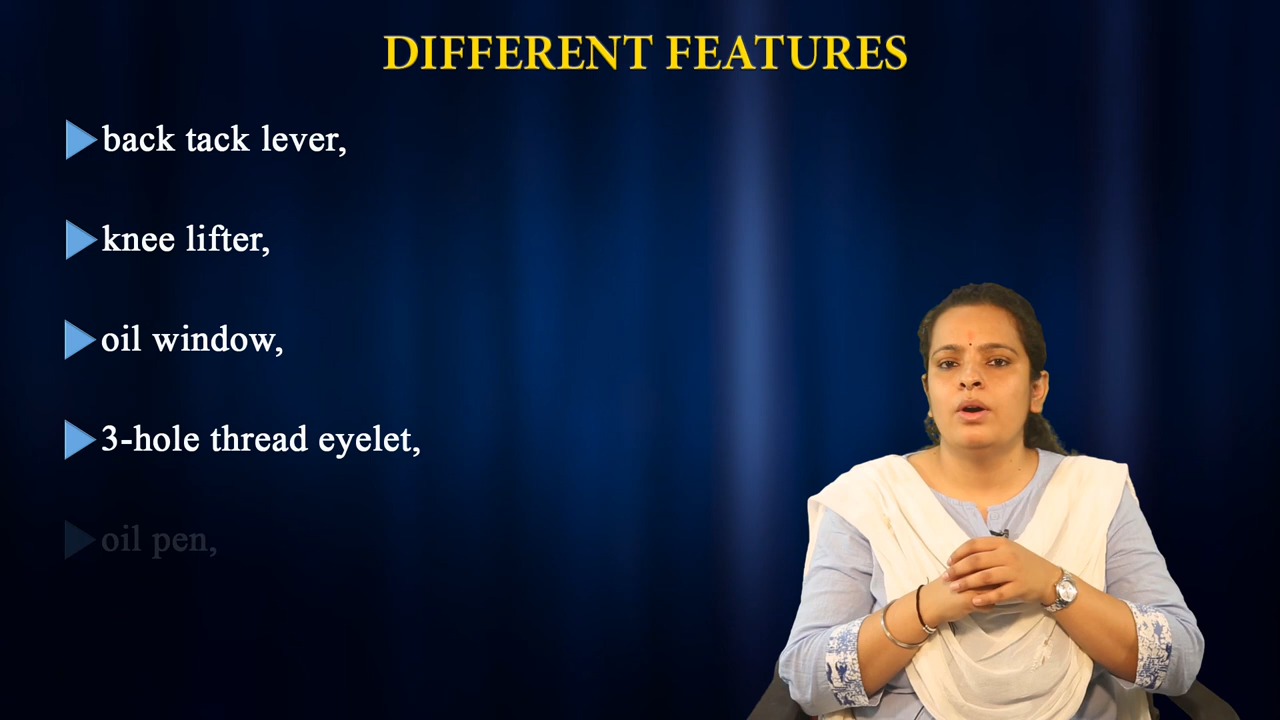 DIFFERENT FEATURES
back tack lever,
knee lifter,
oil window,
3-hole thread eyelet,
oil pen,